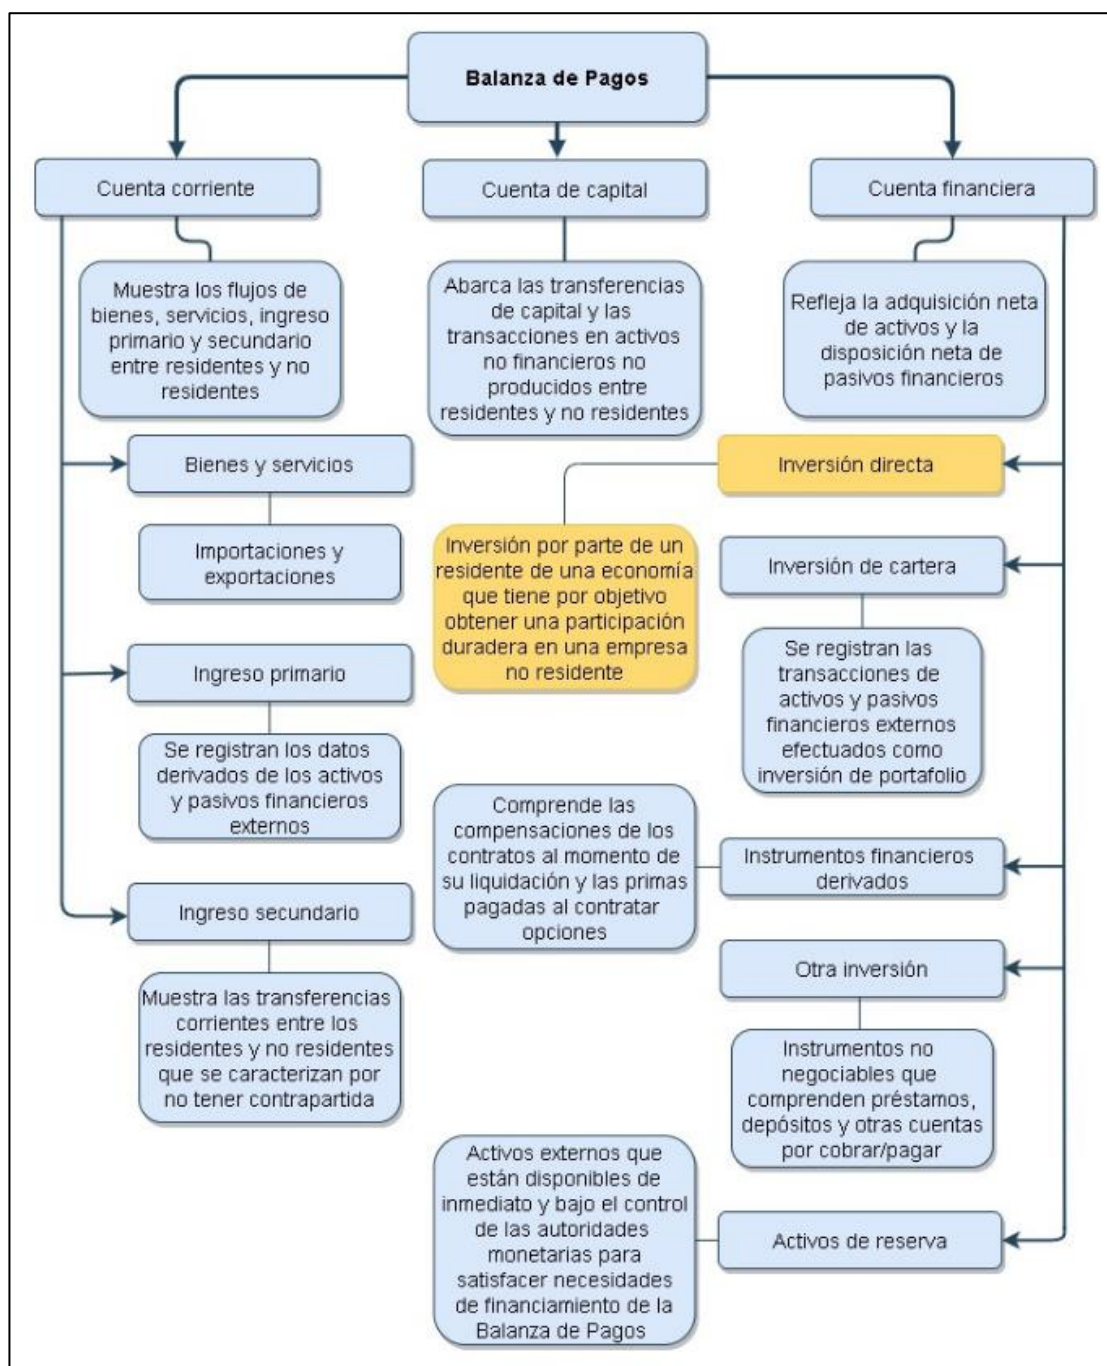 Balanza de Pagos
Cuenta corriente
Cuenta de capital
Cuenta financiera
Muestra los flujos de
bienes, servicios, ingreso
primario y secundario
entre residentes y no
residentes
Abarca las transferencias
de capital y las
transacciones en activos
no financieros no
producidos entre
residentes y no residentes
Refleja la adquisición neta
de activos y la
disposición neta de
pasivos financieros
Bienes y servicios
Importaciones y
exportaciones
Ingreso primario
Se registran los datos
derivados de los activos
y pasivos financieros
externos
Ingreso secundario
Muestra las transferencias
corrientes entre los
residentes y no residentes
que se caracterizan por
no tener contrapartida
Inversión directa
Inversión por parte de un
residente de una economía
que tiene por objetivo
obtener una participación
duradera en una empresa
no residente
Inversión de cartera
Se registran las
transacciones de
activos y pasivos
financieros externos
efectuados como
inversión de portafolio
Instrumentos financieros
derivados
Comprende las
compensaciones de los
contratos al momento de
su liquidación y las primas
pagadas al contratar
opciones
Otra inversión
Instrumentos no
negociables que
comprenden préstamos,
depósitos y otras cuentas
por cobrar/pagar
Activos de reserva
Activos externos que
están disponibles de
inmediato y bajo el control
de las autoridades
monetarias para
satisfacer necesidades
de financiamiento de la
Balanza de Pagos